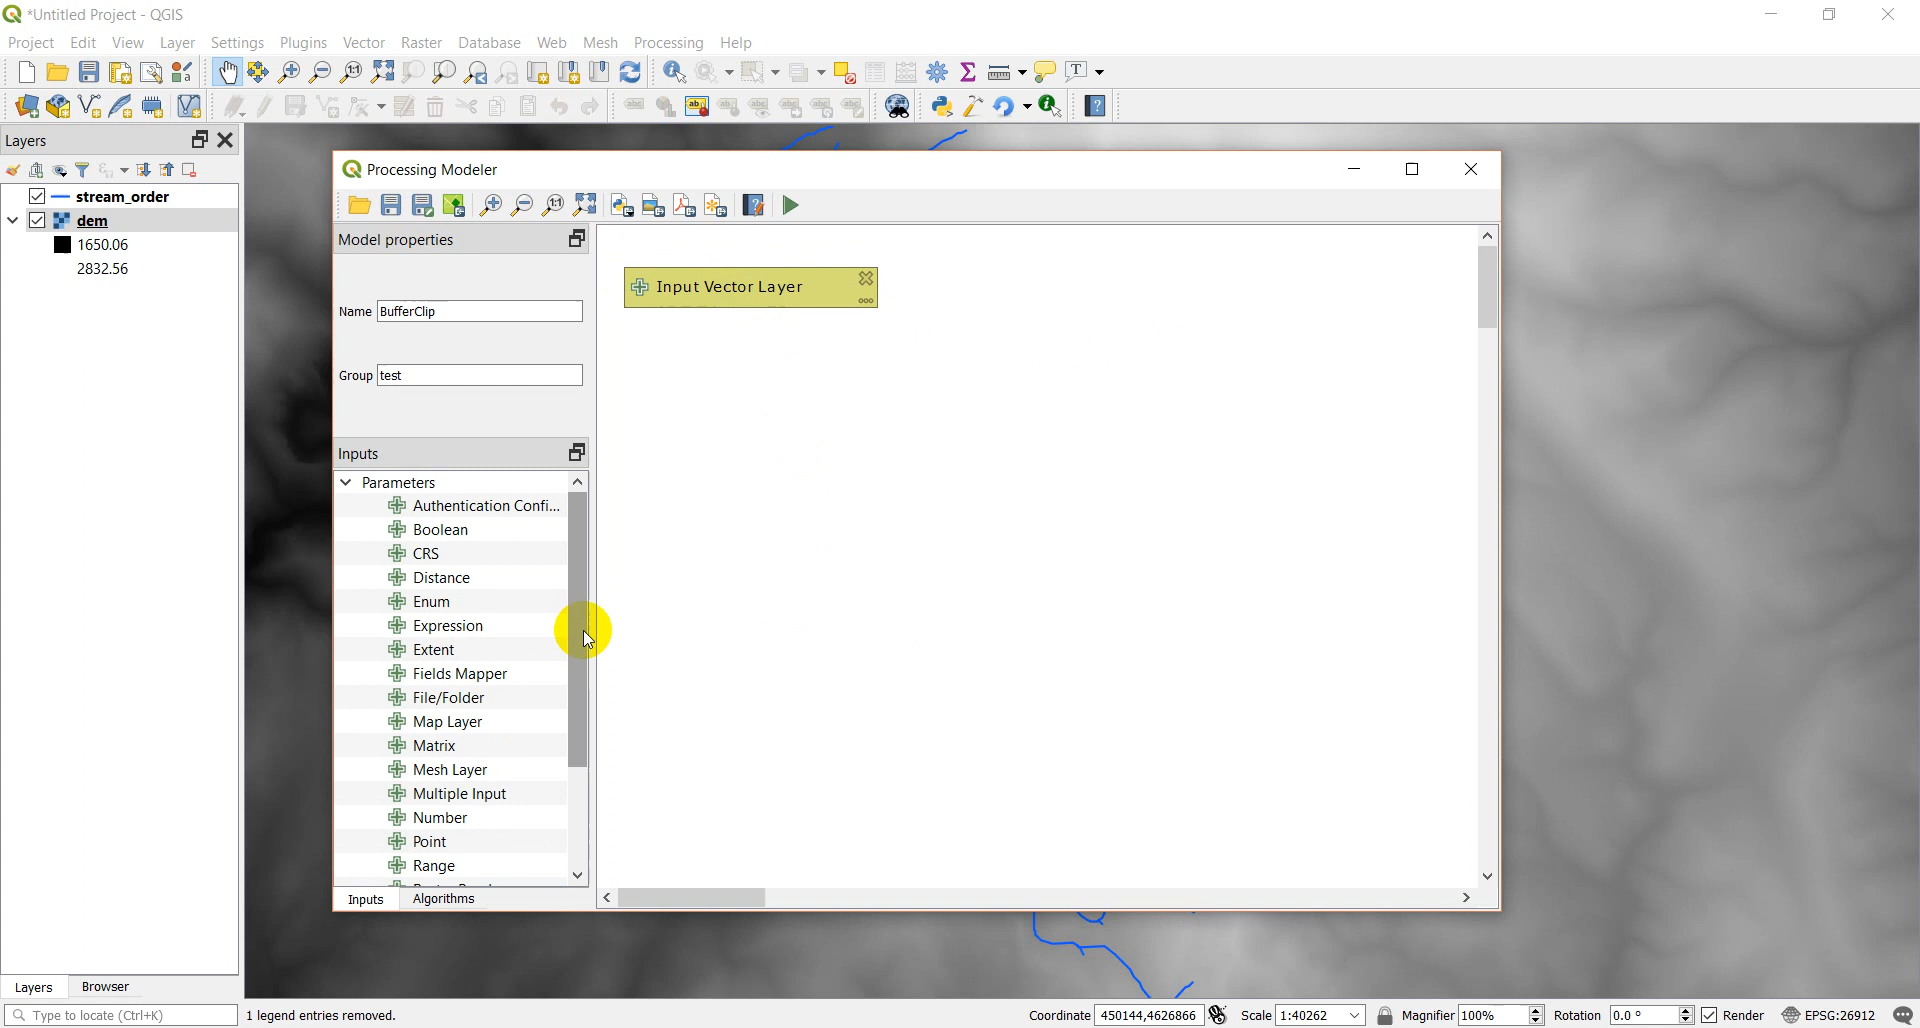 *Untitled Project - QGIS
Project Edit View Layer Settings Plugins Vector Raster Database Web Mesh Processing Help
Layers
stream_order
dem
1650.06
2832.56
Processing Modeler
Model properties
Name BufferClip
Group test
Inputs
Parameters
Authentication Confi...
Boolean
CRS
Distance
Enum
Expression
Extent
Fields Mapper
File/Folder
Map Layer
Matrix
Mesh Layer
Multiple Input
Number
Point
Range
Inputs Algorithms
Input Vector Layer
Layers Browser
Type to locate (Ctrl+K) 1 legend entries removed. Coordinate 450144,4626866 Scale 1:40262 Magnifier 100% Rotation 0.0 ° Render EPSG:26912